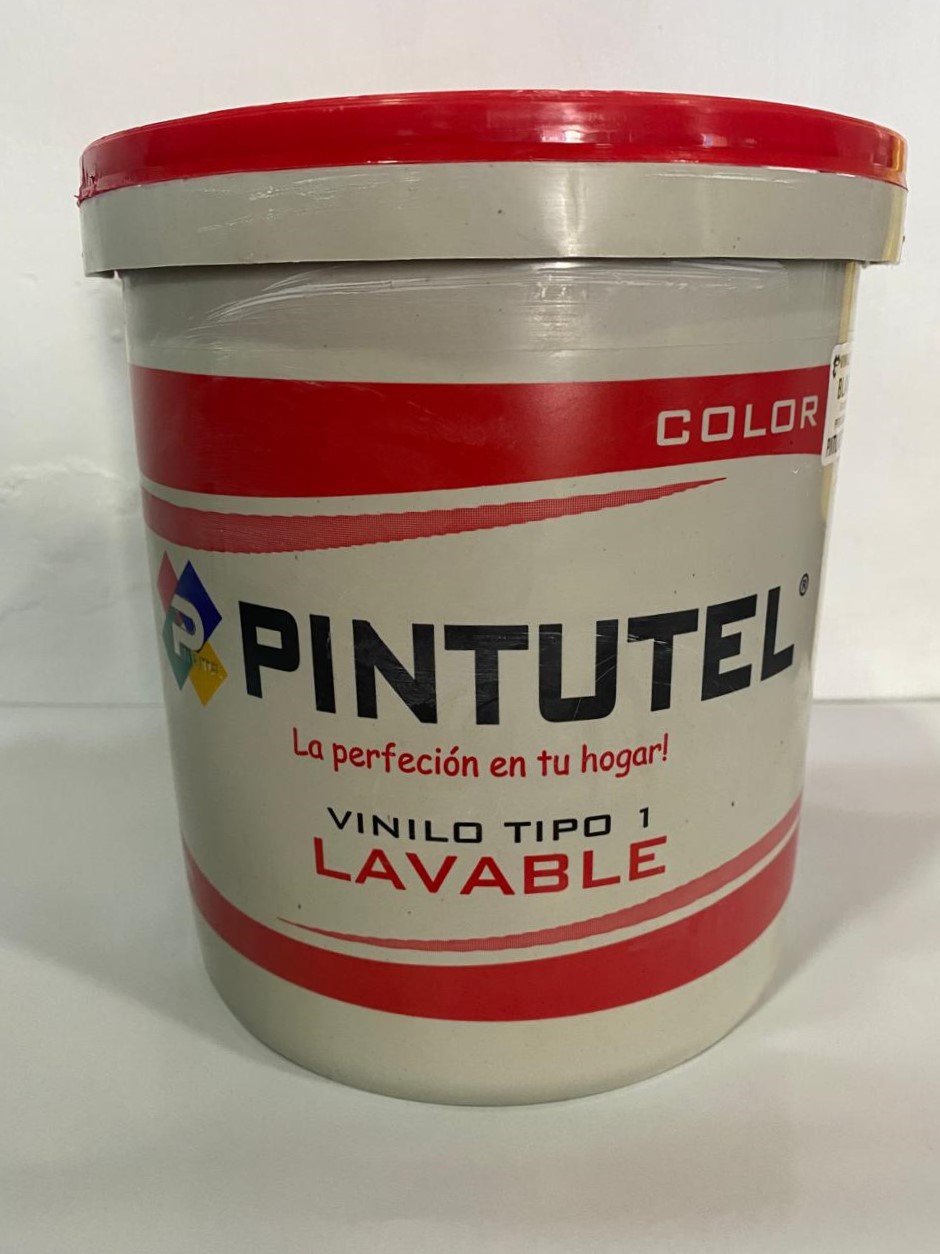 COLOR
PINTUTEL®
La perfeción en tu hogar!
VINILO TIPO 1
LAVABLE